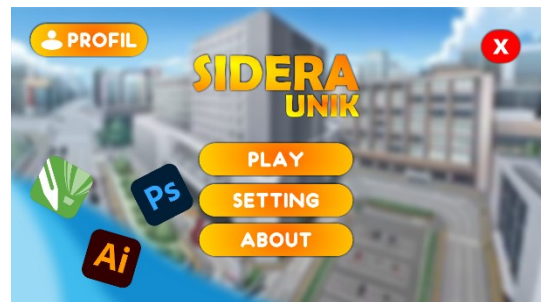 PROFIL
X
SIDERA
UNIK
PLAY
Ps
SETTING
ABOUT
Ai